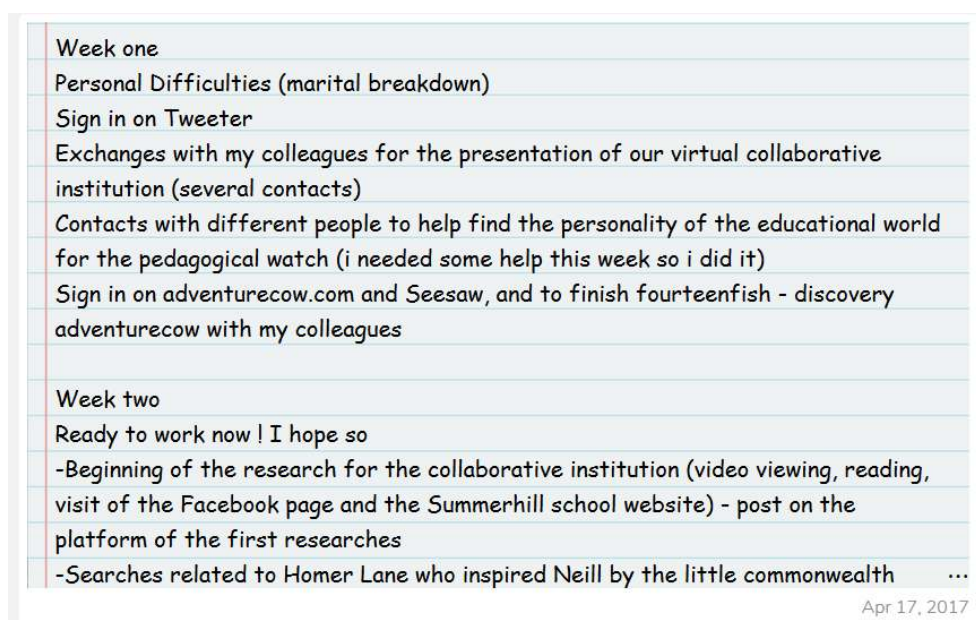 Week one
Personal Difficulties (marital breakdown)
Sign in on Tweeter
Exchanges with my colleagues for the presentation of our virtual collaborative
institution (several contacts)
Contacts with different people to help find the personality of the educational world
for the pedagogical watch (i needed some help this week so i did it)
Sign in on adventurecow.com and Seesaw, and to finish fourteenfish - discovery
adventurecow with my colleagues
Week two
Ready to work now ! I hope so
-Beginning of the research for the collaborative institution (video viewing, reading,
visit of the Facebook page and the Summerhill school website) - post on the
platform of the first researches
-Searches related to Homer Lane who inspired Neill by the little commonwealth ...
Apr 17, 2017